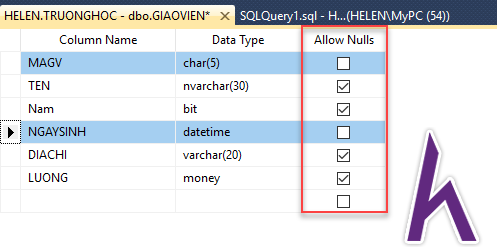 HELEN.TRUONGHOC - dbo.GIAOVIEN* SQLQuery1.sql - H...(HELEN\MyPC (54))
Column Name Data Type Allow Nulls
MAGV char(5)
TEN nvarchar(30)
Nam bit
NGAYSINH datetime
DIACHI varchar(20)
LUONG money